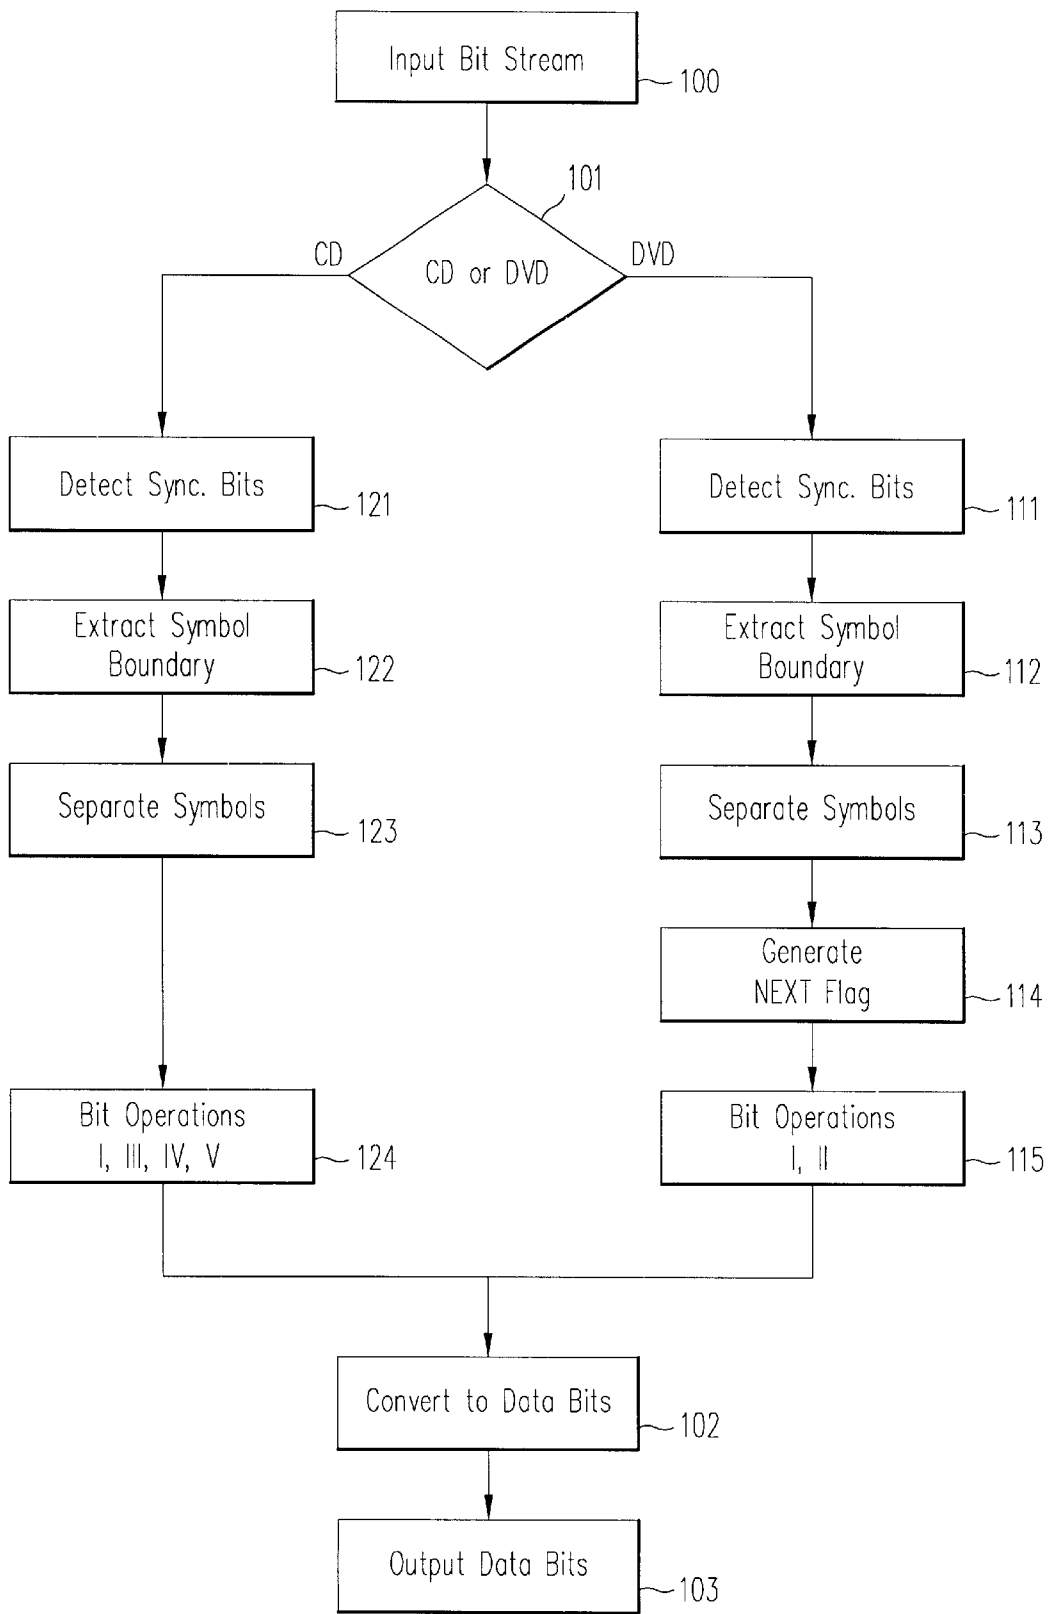 Input Bit Stream
100
101
CD
DVD
CD or DVD
Detect Sync. Bits
121
Detect Sync. Bits
111
Extract Symbol
Boundary
122
Extract Symbol
Boundary
112
Separate Symbols
123
Separate Symbols
113
Generate
NEXT Flag
114
Bit Operations
I, III, IV, V
124
Bit Operations
I, II
115
Convert to Data Bits
102
Output Data Bits
103